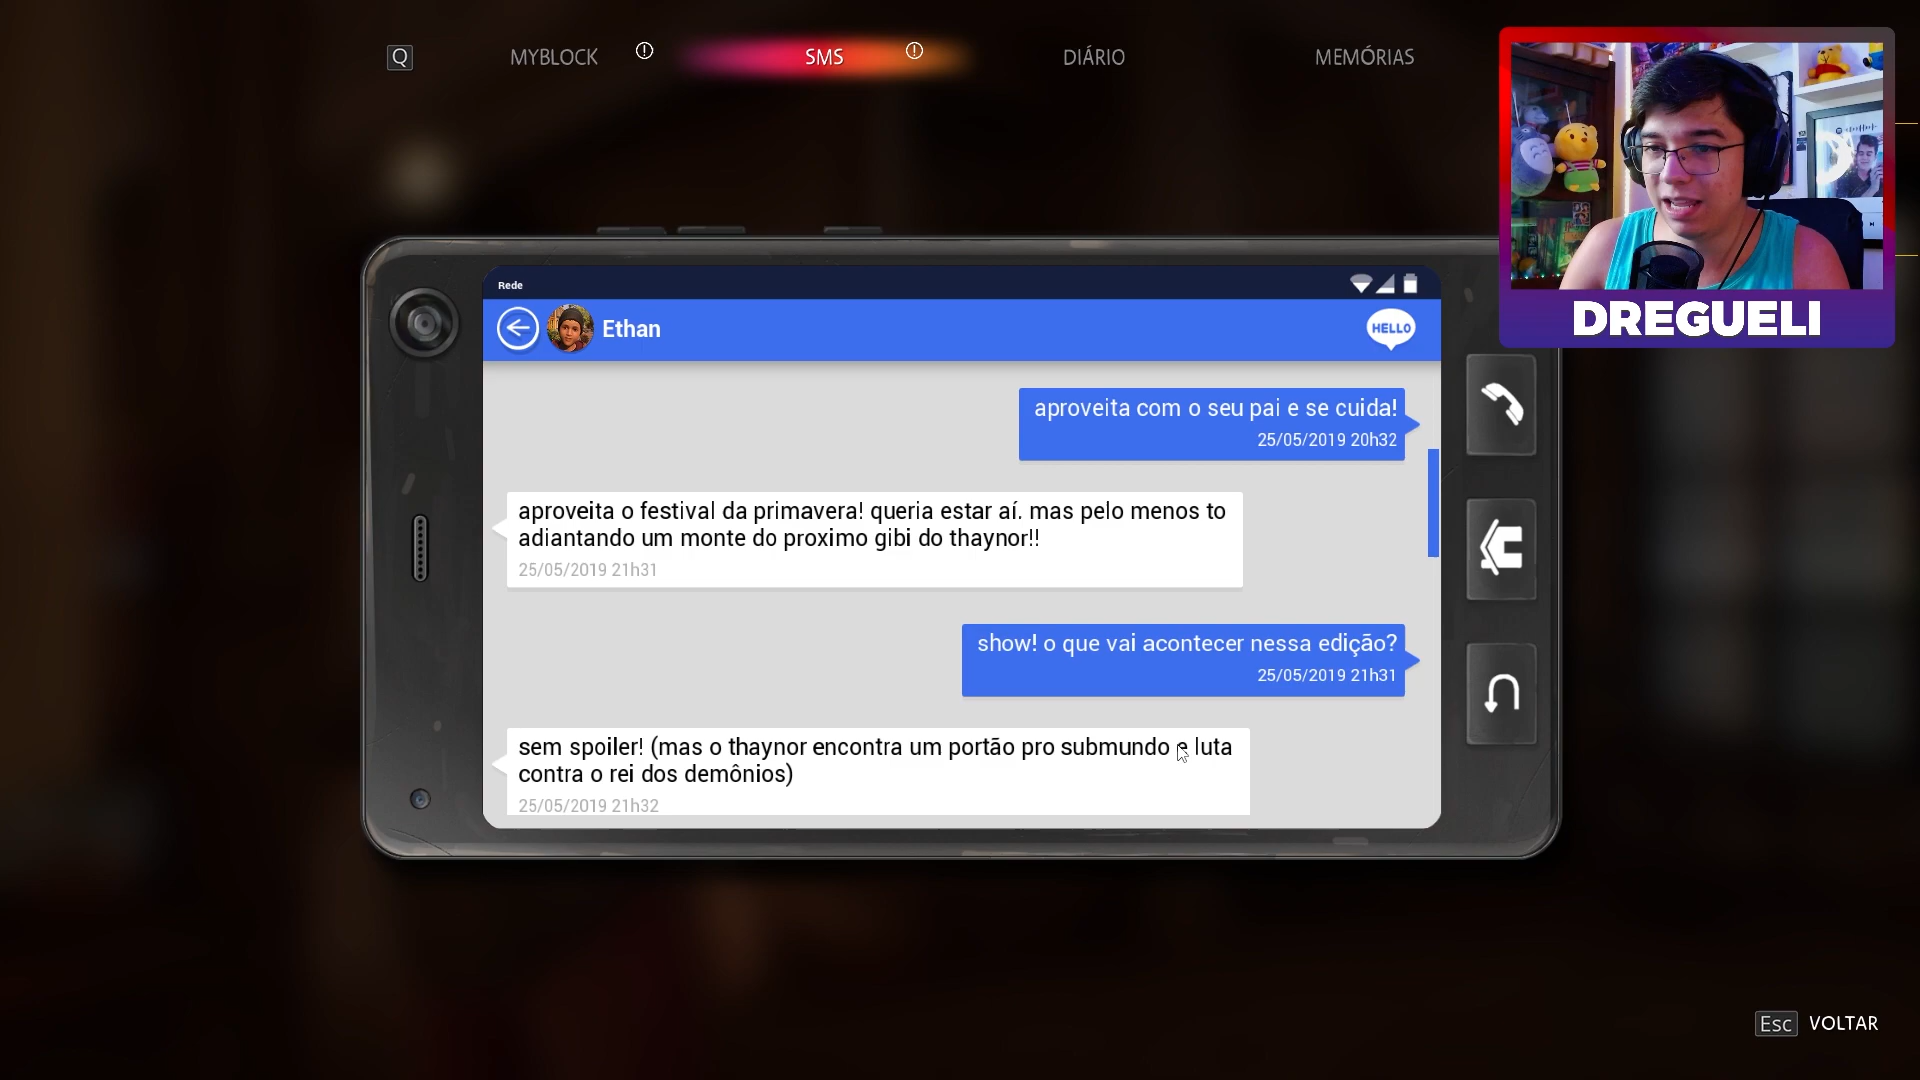 Q
MYBLOCK
SMS
DIÁRIO
MEMÓRIAS
DREGUELI
Rede
Ethan
HELLO
aproveita com o seu pai e se cuida!
25/05/2019 20h32
aproveita o festival da primavera! queria estar aí. mas pelo menos to
adiantando um monte do proximo gibi do thaynor!!
25/05/2019 21h31
show! o que vai acontecer nessa edição?
25/05/2019 21h31
sem spoiler! (mas o thaynor encontra um portão pro submundo e luta
contra o rei dos demônios)
25/05/2019 21h32
Esc VOLTAR